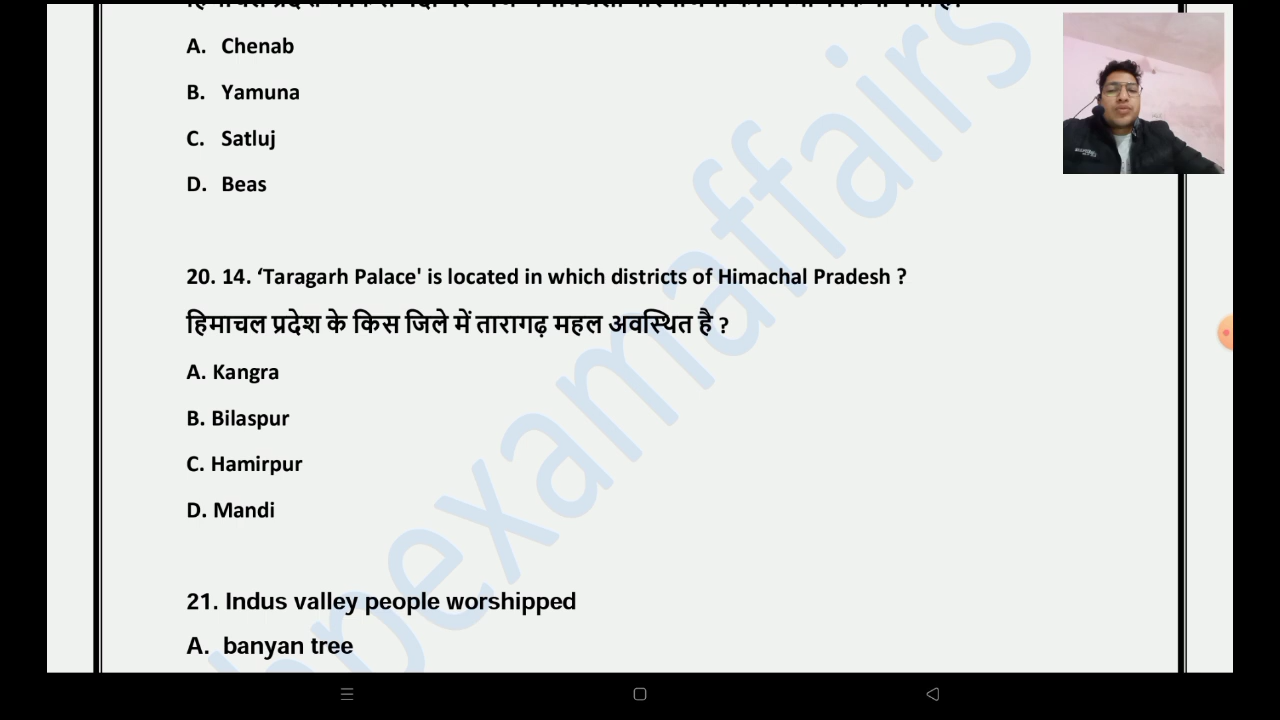 A. Chenab
B. Yamuna
C. Satluj
D. Beas
20. 14. ‘Taragarh Palace' is located in which districts of Himachal Pradesh ?
हिमाचल प्रदेश के किस जिले में तारागढ़ महल अवस्थित है ?
A. Kangra
B. Bilaspur
C. Hamirpur
D. Mandi
21. Indus valley people worshipped
A. banyan tree
examaffairs